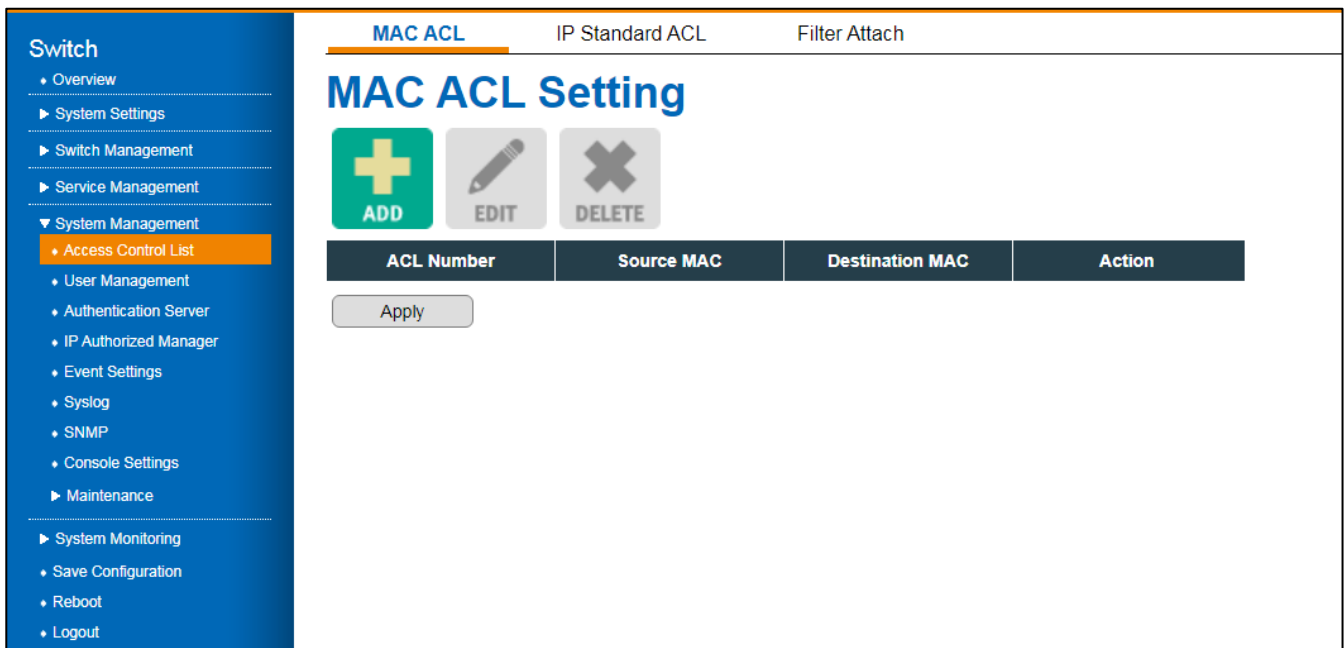 Switch
Overview
System Settings
Switch Management
Service Management
System Management
Access Control List
User Management
Authentication Server
IP Authorized Manager
Event Settings
Syslog
SNMP
Console Settings
Maintenance
System Monitoring
Save Configuration
Reboot
Logout
MAC ACL IP Standard ACL Filter Attach
MAC ACL Setting
ADD EDIT DELETE
ACL Number Source MAC Destination MAC Action
Apply